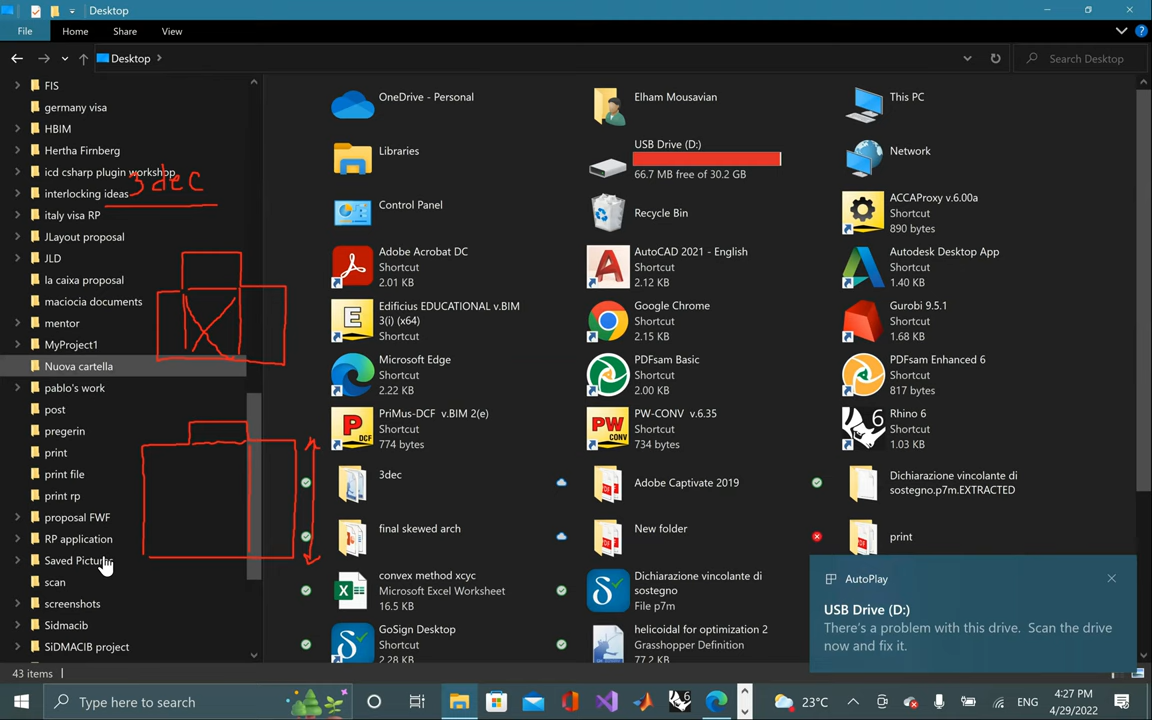 Desktop
File
Home
Share
View
Desktop
Search Desktop
FIS
germany visa
HBIM
Hertha Firnberg
icd csharp plugin workshop
3dec
interlocking ideas
italy visa RP
JLayout proposal
JLD
la caixa proposal
maciocia documents
mentor
MyProject1
Nuova cartella
pablo's work
post
pregerin
print
print file
print rp
proposal FWF
RP application
Saved Pictures
scan
screenshots
Sidmacib
SiDMACIB project
OneDrive - Personal
Elham Mousavian
This PC
Libraries
USB Drive (D:)
66.7 MB free of 30.2 GB
Network
Control Panel
Recycle Bin
ACCAProxy v.6.00a
Shortcut
890 bytes
Adobe Acrobat DC
Shortcut
2.01 KB
AutoCAD 2021 - English
Shortcut
2.12 KB
Autodesk Desktop App
Shortcut
1.40 KB
Edificius EDUCATIONAL v.BIM
3(i) (x64)
Shortcut
Google Chrome
Shortcut
2.15 KB
Gurobi 9.5.1
Shortcut
1.68 KB
Microsoft Edge
Shortcut
2.22 KB
PDFsam Basic
Shortcut
2.00 KB
PDFsam Enhanced 6
Shortcut
817 bytes
PriMus-DCF v.BIM 2(e)
Shortcut
774 bytes
PW-CONV v.6.35
Shortcut
734 bytes
Rhino 6
Shortcut
1.03 KB
3dec
Adobe Captivate 2019
Dichiarazione vincolante di
sostegno.p7m.EXTRACTED
final skewed arch
New folder
print
convex method xcyc
Microsoft Excel Worksheet
16.5 KB
Dichiarazione vincolante di
sostegno
File p7m
GoSign Desktop
Shortcut
2.28 KB
helicoidal for optimization 2
Grasshopper Definition
77.2 KB
AutoPlay
USB Drive (D:)
There's a problem with this drive. Scan the drive
now and fix it.
43 items
Type here to search
23°C
ENG
4:27 PM
4/29/2022